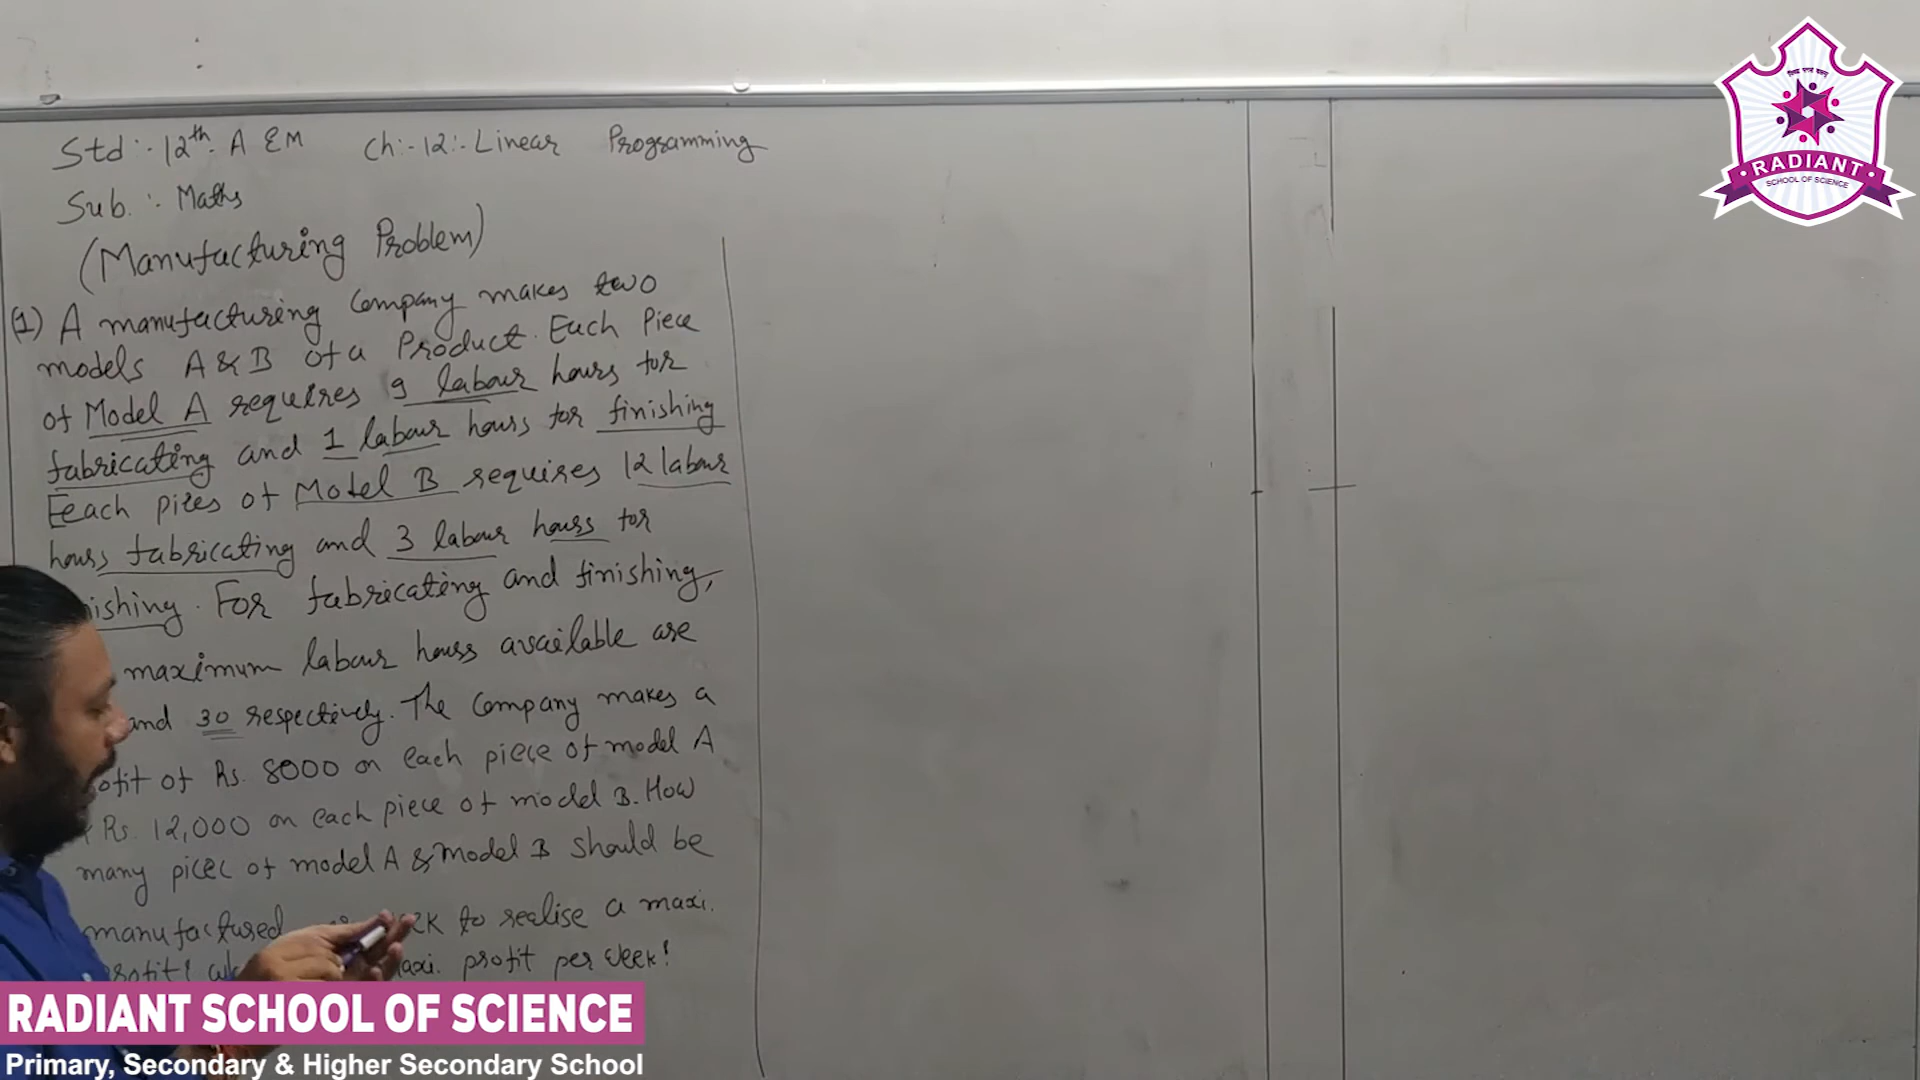 Std :- 12th A EM Ch:- 12:- Linear Programming
Sub. :- Maths
(Manufacturing Problem)
(1) A manufacturing company makes two
models A & B of a Product. Each Piece
of Model A requires 9 labour hours for
fabricating and 1 labour hours for finishing
Each pices of Model B requires 12 labour
hours fabricating and 3 labour hours for
ishing. For fabricating and finishing,
maximum labour hours available are
and 30 respectively. The Company makes a
ofit of Rs. 8000 on each piece of model A
Rs. 12,000 on each piece of model B. How
many picec of model A & Model B should be
manufactured to realise a maxi.
rofit? maxi. profit per week?
RADIANT
SCHOOL OF SCIENCE
RADIANT SCHOOL OF SCIENCE
Primary, Secondary & Higher Secondary School